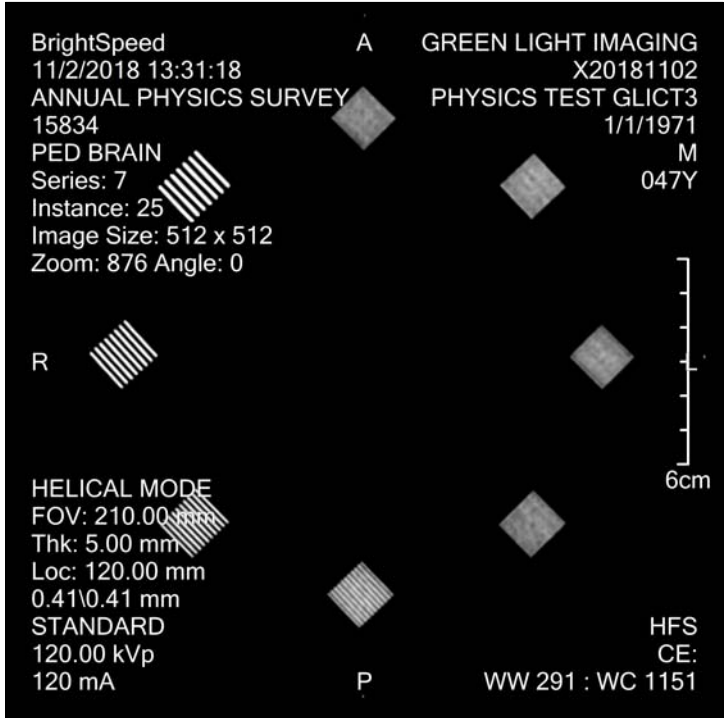 BrightSpeed
11/2/2018 13:31:18
ANNUAL PHYSICS SURVEY
15834
PED BRAIN
Series: 7
Instance: 25
Image Size: 512 x 512
Zoom: 876 Angle: 0
A
GREEN LIGHT IMAGING
X20181102
PHYSICS TEST GLICT3
1/1/1971
M
047Y
R
6cm
HELICAL MODE
FOV: 210.00 mm
Thk: 5.00 mm
Loc: 120.00 mm
0.41\0.41 mm
STANDARD
120.00 kVp
120 mA
P
HFS
CE:
WW 291 : WC 1151